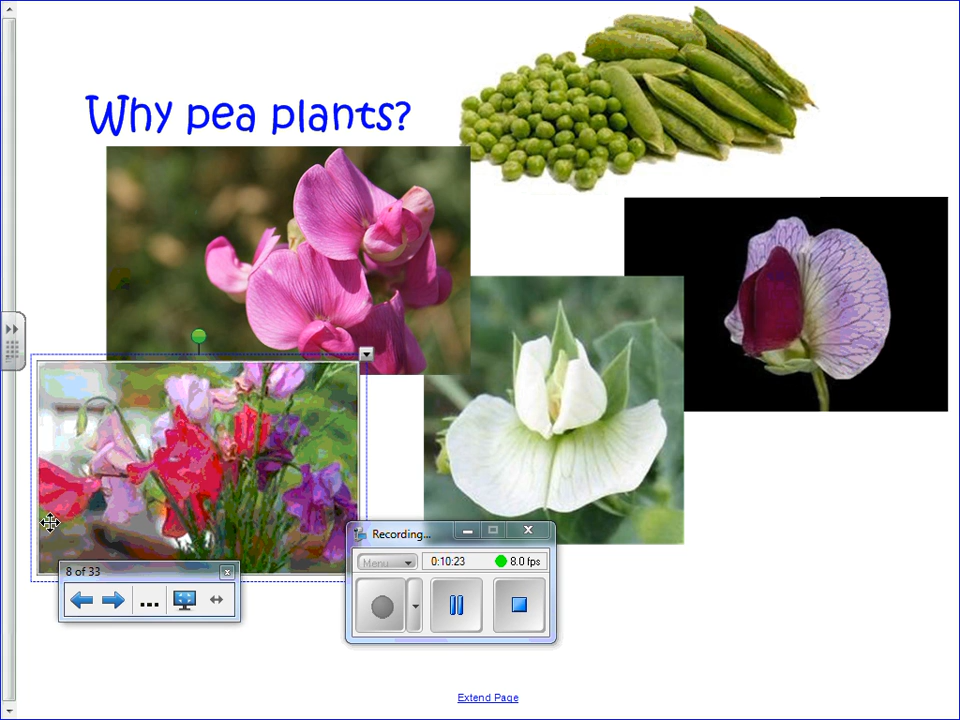 Why pea plants?
Recording...
Menu
0:10:23
8.0 fps
8 of 33
...
Extend Page